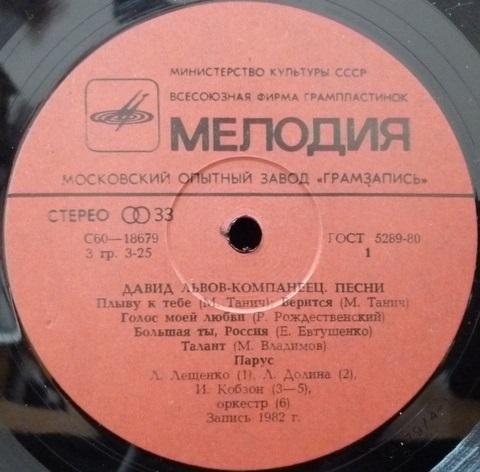 МИНИСТЕРСТВО КУЛЬТУРЫ СССР
ВСЕСОЮЗНАЯ ФИРМА ГРАМПЛАСТИНОК
МЕЛОДИЯ
МОСКОВСКИЙ ОПЫТНЫЙ ЗАВОД «ГРАМЗАПИСЬ»
СТЕРЕО 33
С60—18679 ГОСТ 5289-80
3 гр. 3-25 1
ДАВИД ЛЬВОВ-КОМПАНЕЕЦ. ПЕСНИ
Плыву к тебе (М. Танич) Верится (М. Танич)
Голос моей любви (Р. Рождественский)
Большая ты, Россия (Е. Евтушенко)
Талант (М. Владимов)
Парус
Л. Лещенко (1), Л. Долина (2),
И. Кобзон (3—5),
оркестр (6)
Запись 1982 г.